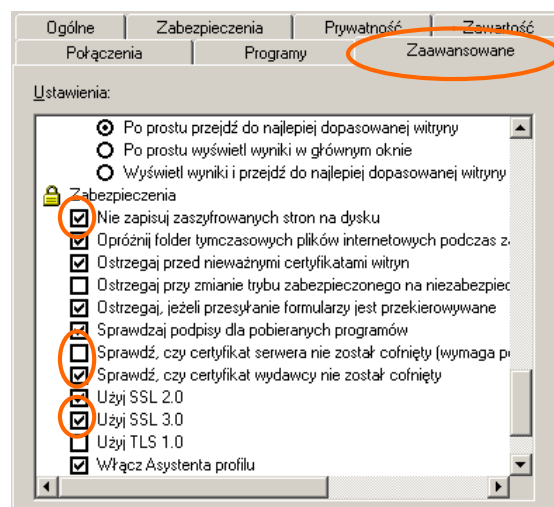 Ogólne Zabezpieczenia Prywatność Zawartość
Połączenia Programy Zaawansowane
Ustawienia:
Po prostu przejdź do najlepiej dopasowanej witryny
Po prostu wyświetl wyniki w głównym oknie
Wyświetl wyniki i przejdź do najlepiej dopasowanej witryny
Zabezpieczenia
Nie zapisuj zaszyfrowanych stron na dysku
Opróżnij folder tymczasowych plików internetowych podczas
Ostrzegaj przed nieważnymi certyfikatami witryn
Ostrzegaj przy zmianie trybu zabezpieczonego na
Ostrzegaj, jeżeli przesyłanie formularzy jest przekierowywane
Sprawdzaj podpisy dla pobieranych programów
Sprawdź, czy certyfikat serwera nie został cofnięty (wymaga
Sprawdź, czy certyfikat wydawcy nie został cofnięty
Użyj SSL 2.0
Użyj SSL 3.0
Użyj TLS 1.0
Włącz Asystenta profilu